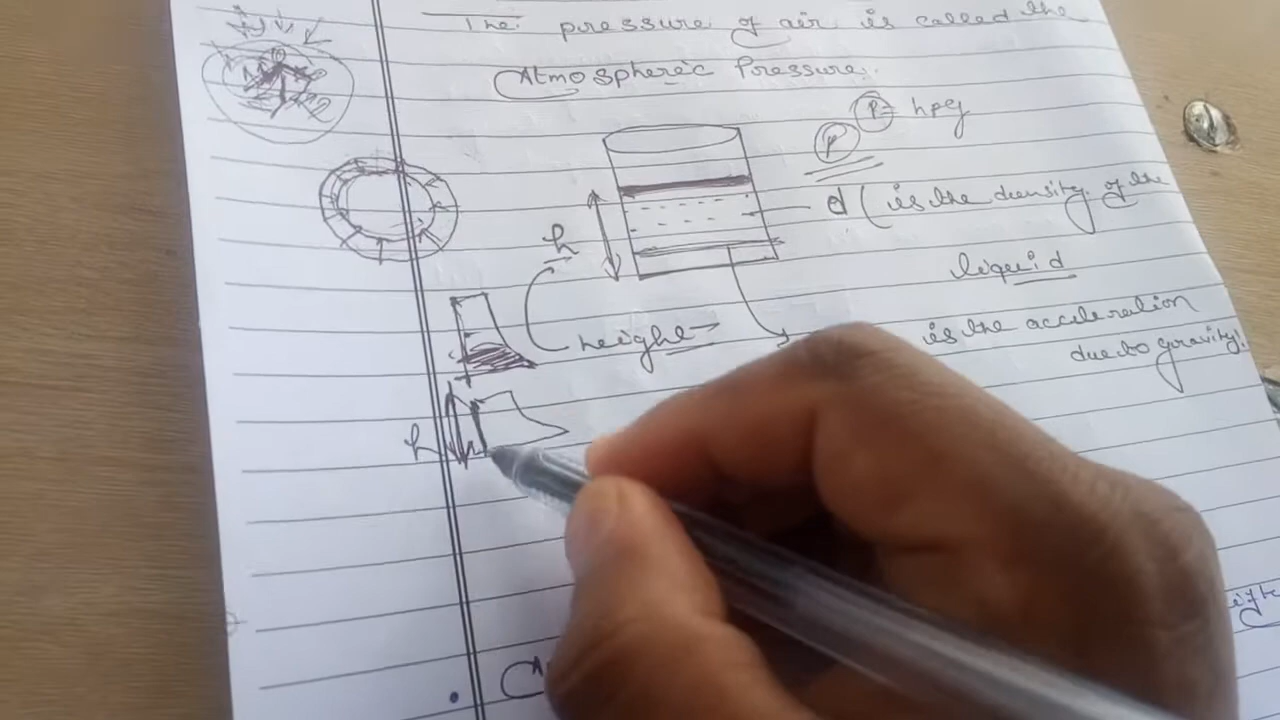 The pressure of air is called the
Atmospheric Pressure.
P = hρg
P
d ( is the density of the
liquid
h
height
is the acceleration
due to gravity.
h